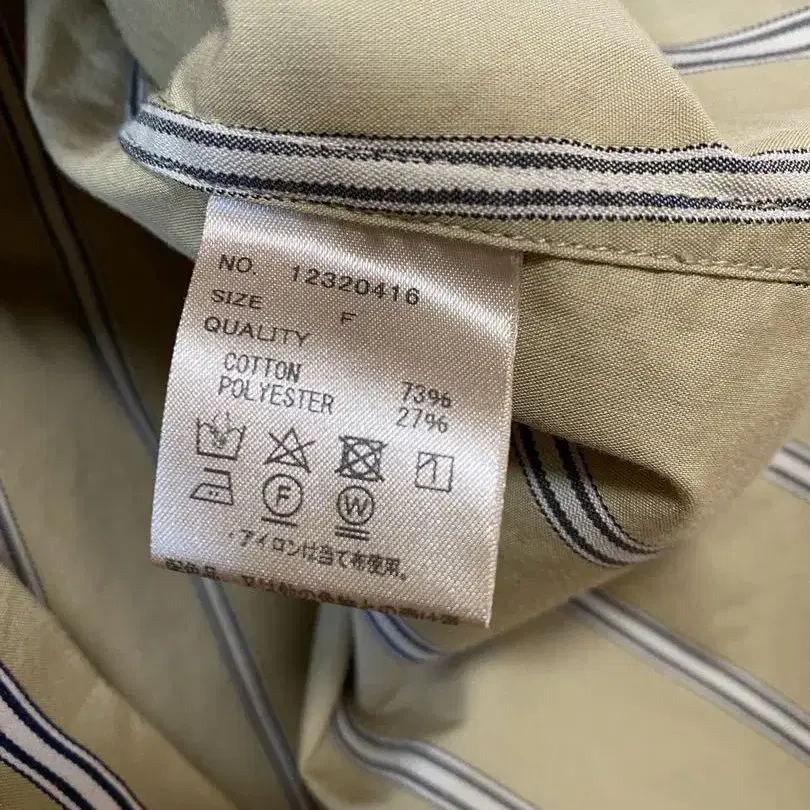 NO. 12320416
SIZE F
QUALITY
COTTON 73%
POLYESTER 27%
F W
・アイロンは当て布使用。